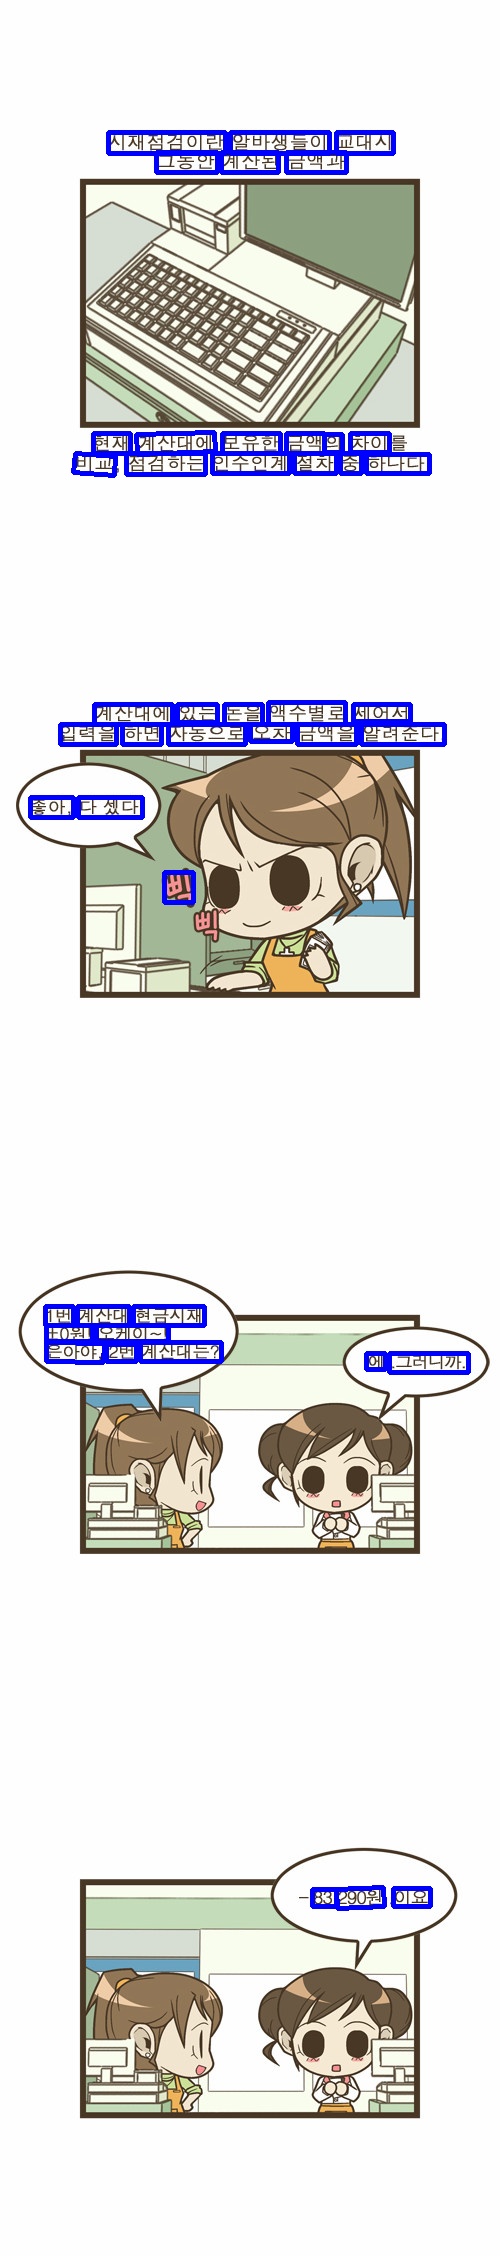 시재점검이란 알바생들이 교대시
그동안 계산된 금액과
현재 계산대에 보유한 금액의 차이를
비교, 점검하는 인수인계 절차 중 하나다.
계산대에 있는 돈을 액수별로 세어서
입력을 하면 자동으로 오차 금액을 알려준다.
좋아, 다 셌다.
삑
삑
1번 계산대 현금시재
±0원! 오케이~!
은아야, 2번 계산대는?
에..그러니까.
-83,290원..이요.